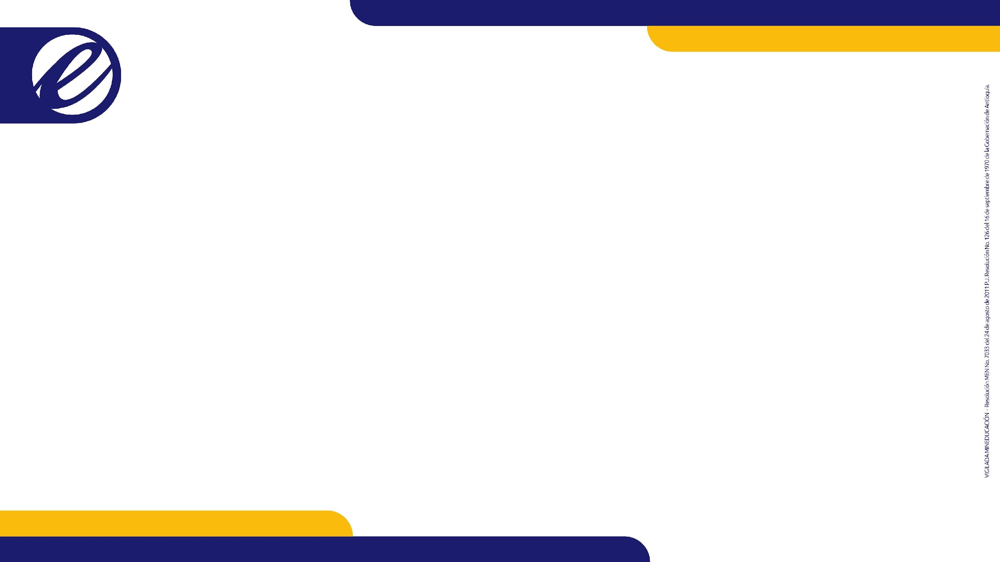 e
VIGILADA MINEDUCACIÓN - Resolución MEN No. 7033 del 24 de agosto de 2011 P.J. Resolución No. 126 del 16 de septiembre de 1970 de la Gobernación de Antioquia.